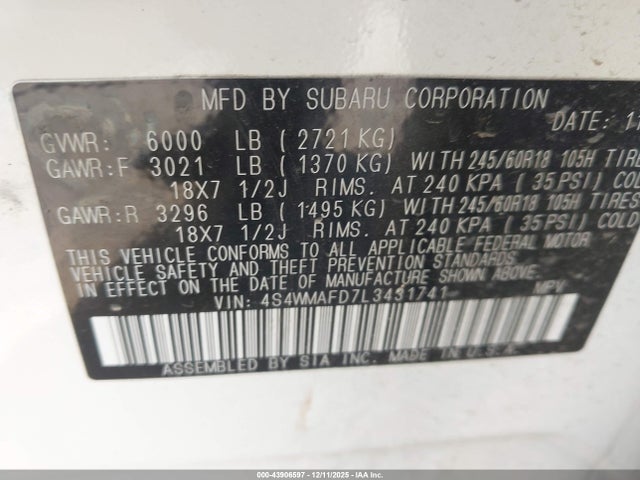 MFD BY SUBARU CORPORATION
DATE: 11
GVWR: 6000 LB ( 2721 KG)
GAWR:F 3021 LB ( 1370 KG) WITH 245/60R18 105H TIRES
18X7 1/2J RIMS. AT 240 KPA ( 35 PSI) COLD
GAWR:R 3296 LB ( 1495 KG) WITH 245/60R18 105H TIRES
18X7 1/2J RIMS. AT 240 KPA ( 35 PSI) COLD
THIS VEHICLE CONFORMS TO ALL APPLICABLE FEDERAL MOTOR
VEHICLE SAFETY AND THEFT PREVENTION STANDARDS IN
EFFECT ON THE DATE OF MANUFACTURE SHOWN ABOVE.
VIN: 4S4WMAFD7L3431741 MPV
ASSEMBLED BY SIA INC. MADE IN U.S.A.
000-43906597 - 12/11/2025 - IAAI.com